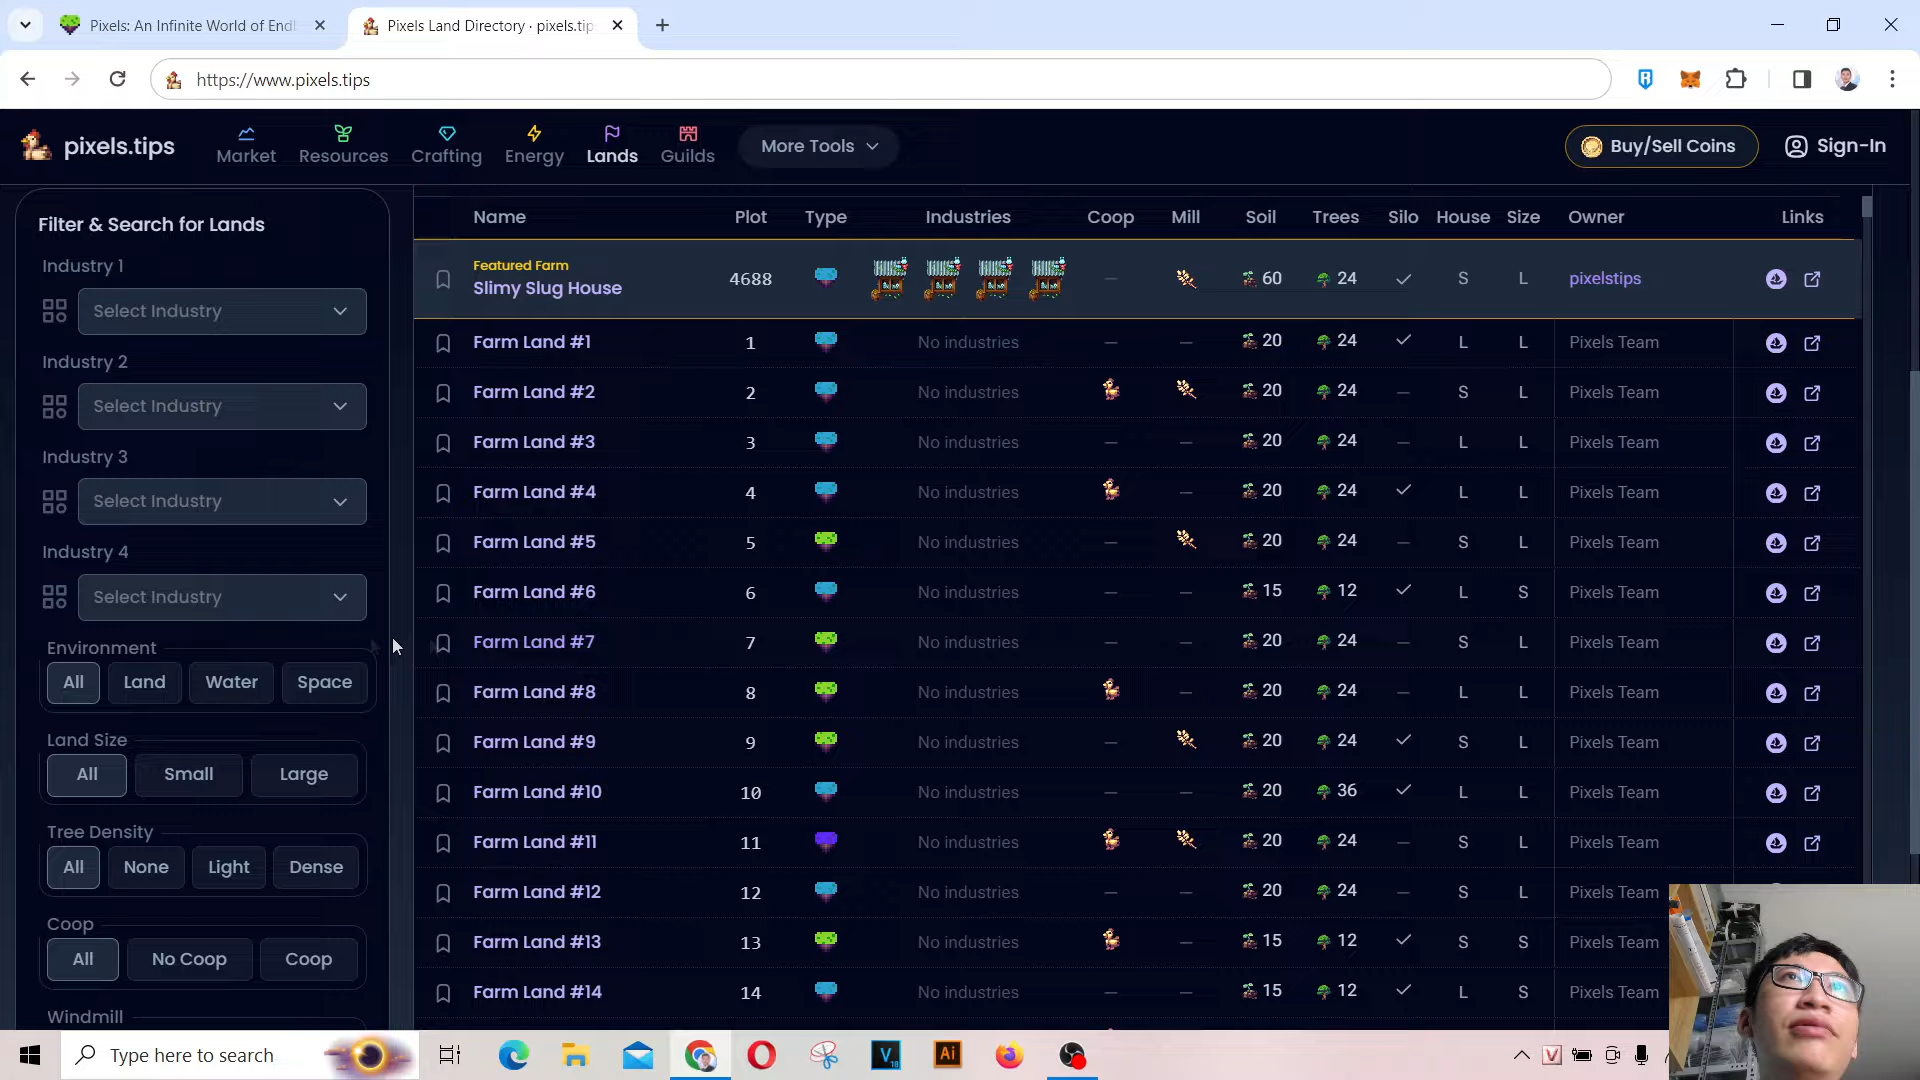 Pixels: An Infinite World of Endl
Pixels Land Directory · pixels.tip
https://www.pixels.tips
pixels.tips
Market
Resources
Crafting
Energy
Lands
Guilds
More Tools
Buy/Sell Coins
Sign-In
Filter & Search for Lands
Industry 1
Select Industry
Industry 2
Select Industry
Industry 3
Select Industry
Industry 4
Select Industry
Environment
All Land Water Space
Land Size
All Small Large
Tree Density
All None Light Dense
Coop
All No Coop Coop
Windmill
Name Plot Type Industries Coop Mill Soil Trees Silo House Size Owner Links
Featured Farm
Slimy Slug House 4688 — 60 24 S L pixelstips
Farm Land #1 1 No industries — — 20 24 L L Pixels Team
Farm Land #2 2 No industries 20 24 — S L Pixels Team
Farm Land #3 3 No industries — — 20 24 — L L Pixels Team
Farm Land #4 4 No industries — 20 24 L L Pixels Team
Farm Land #5 5 No industries — 20 24 — S L Pixels Team
Farm Land #6 6 No industries — — 15 12 L S Pixels Team
Farm Land #7 7 No industries — — 20 24 — S L Pixels Team
Farm Land #8 8 No industries — 20 24 — L L Pixels Team
Farm Land #9 9 No industries — 20 24 S L Pixels Team
Farm Land #10 10 No industries — — 20 36 L L Pixels Team
Farm Land #11 11 No industries 20 24 — S L Pixels Team
Farm Land #12 12 No industries — — 20 24 — S L Pixels Team
Farm Land #13 13 No industries — 15 12 S S Pixels Team
Farm Land #14 14 No industries — — 15 12 L S Pixels Team
Type here to search